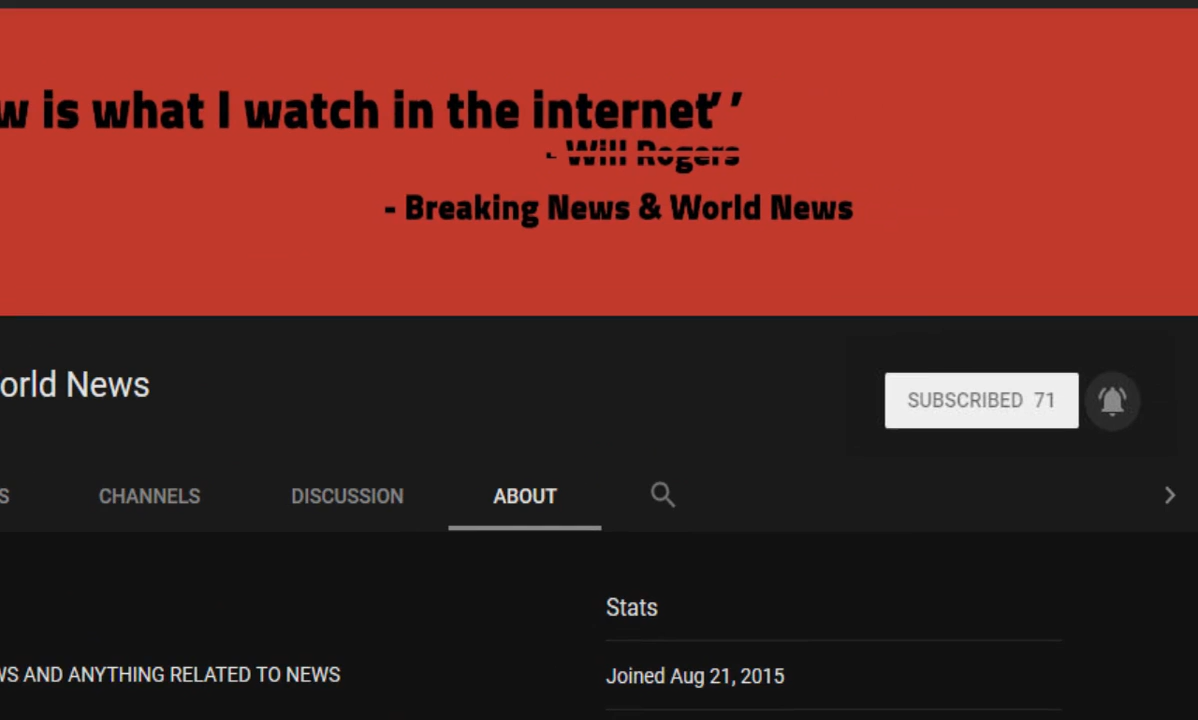 w is what I watch in the internet’’
- Will Rogers
- Breaking News & World News
orld News
SUBSCRIBED 71
S CHANNELS DISCUSSION ABOUT
Stats
WS AND ANYTHING RELATED TO NEWS
Joined Aug 21, 2015